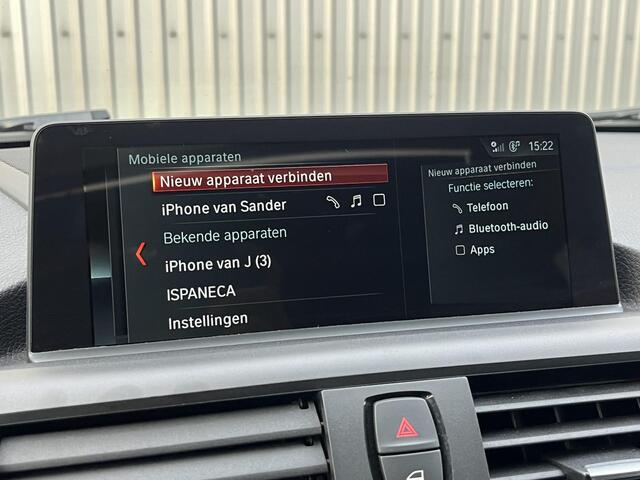 15:22
Mobiele apparaten
Nieuw apparaat verbinden
iPhone van Sander
Bekende apparaten
iPhone van J (3)
ISPANECA
Instellingen
Nieuw apparaat verbinden
Functie selecteren:
Telefoon
Bluetooth-audio
Apps